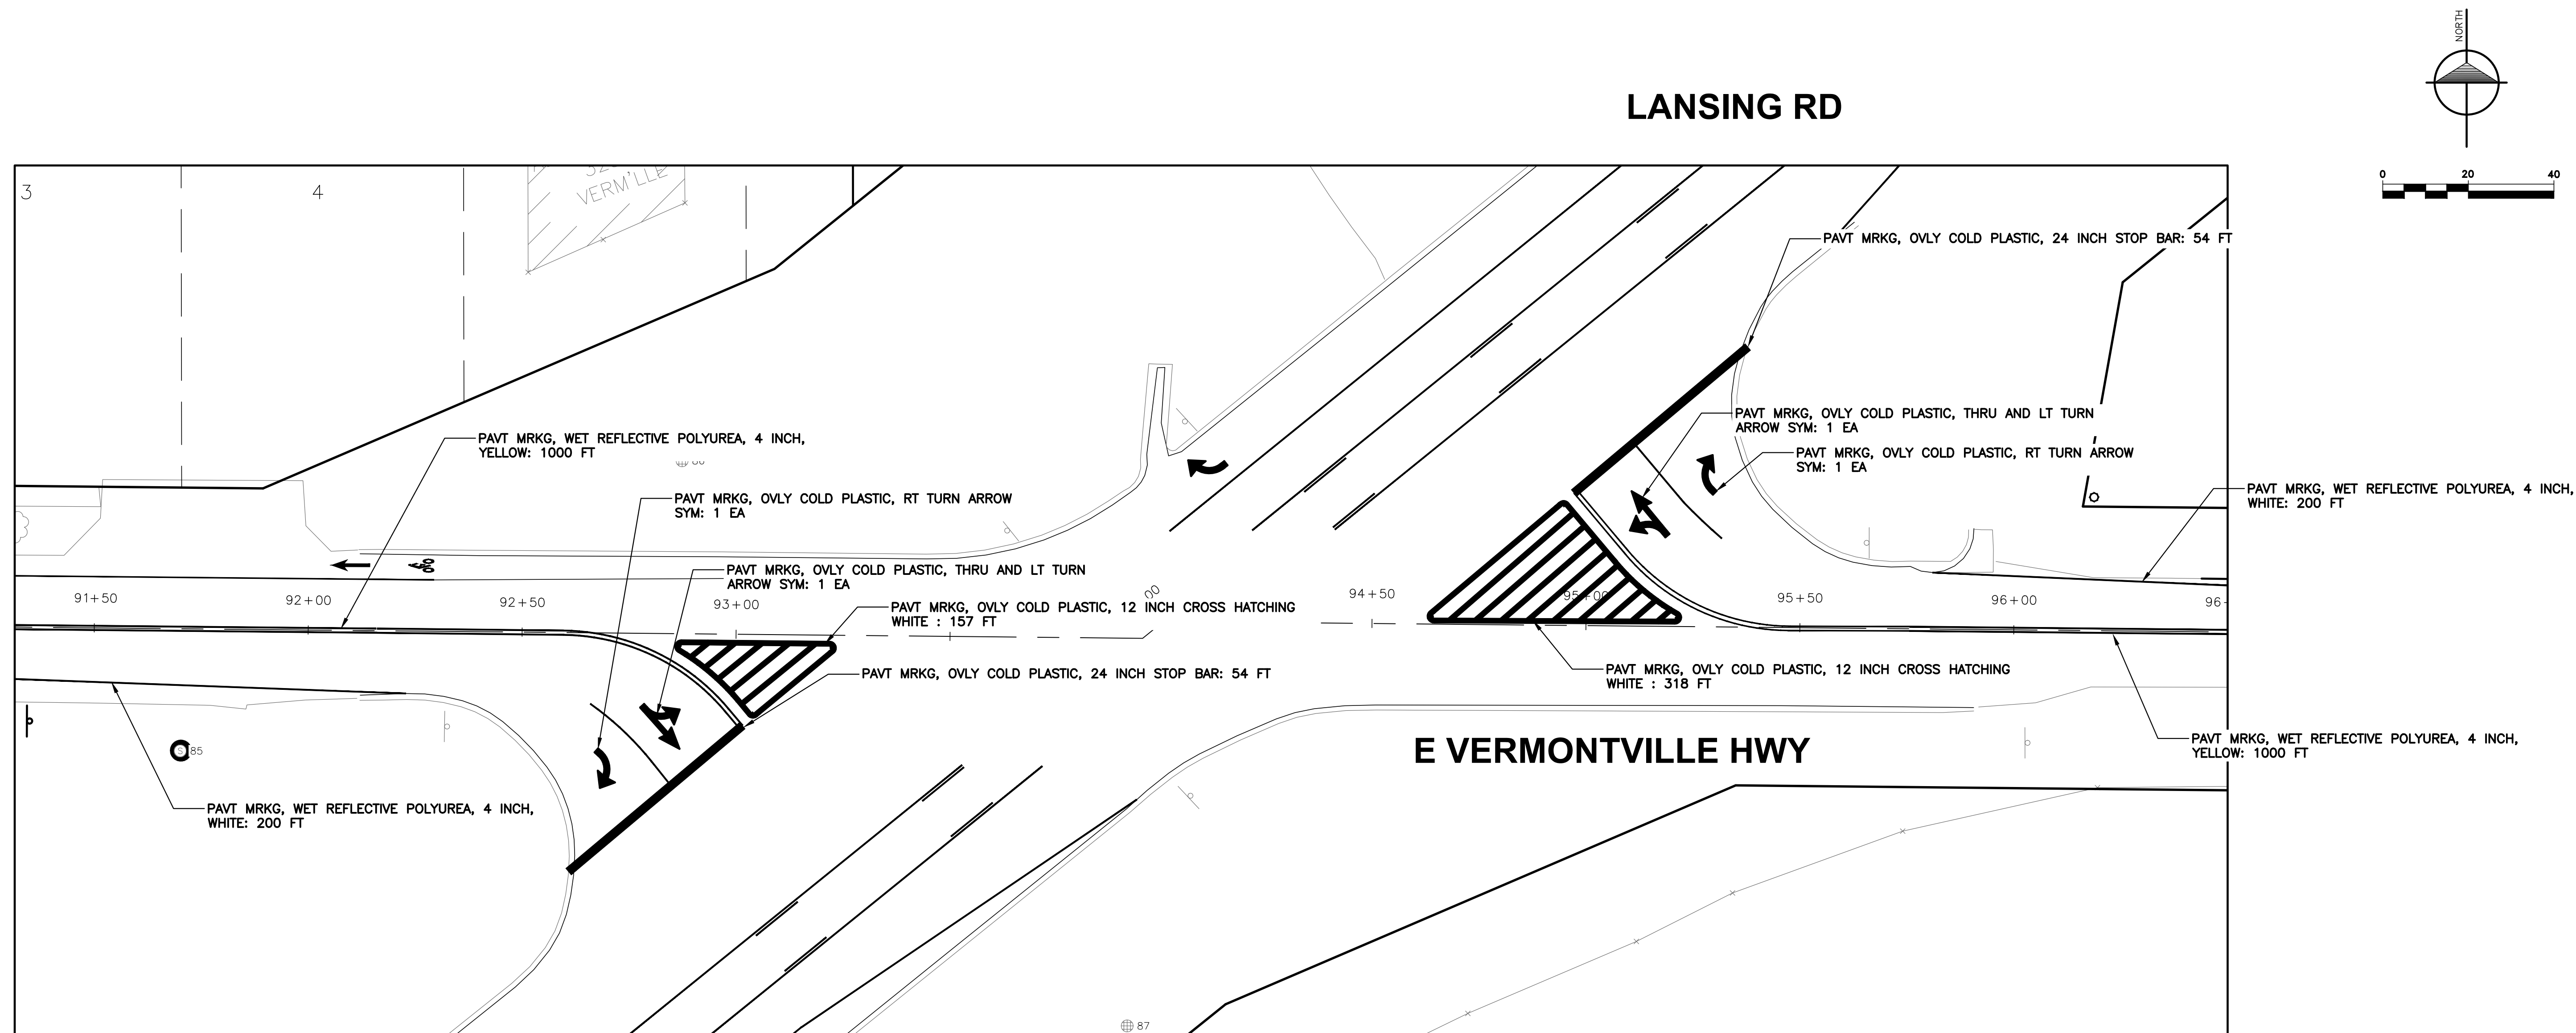 NORTH
LANSING RD
0 20 40
3
4
VERM'LLE
PAVT MRKG, OVLY COLD PLASTIC, 24 INCH STOP BAR: 54 FT
PAVT MRKG, OVLY COLD PLASTIC, THRU AND LT TURN
ARROW SYM: 1 EA
PAVT MRKG, WET REFLECTIVE POLYUREA, 4 INCH,
YELLOW: 1000 FT
PAVT MRKG, OVLY COLD PLASTIC, RT TURN ARROW
SYM: 1 EA
PAVT MRKG, OVLY COLD PLASTIC, RT TURN ARROW
SYM: 1 EA
PAVT MRKG, WET REFLECTIVE POLYUREA, 4 INCH,
WHITE: 200 FT
PAVT MRKG, OVLY COLD PLASTIC, THRU AND LT TURN
ARROW SYM: 1 EA
91+50
92+00
92+50
93+00
00
94+50
95+00
95+50
96+00
96
PAVT MRKG, OVLY COLD PLASTIC, 12 INCH CROSS HATCHING
WHITE : 157 FT
PAVT MRKG, OVLY COLD PLASTIC, 24 INCH STOP BAR: 54 FT
PAVT MRKG, OVLY COLD PLASTIC, 12 INCH CROSS HATCHING
WHITE : 318 FT
S 85
E VERMONTVILLE HWY
PAVT MRKG, WET REFLECTIVE POLYUREA, 4 INCH,
YELLOW: 1000 FT
PAVT MRKG, WET REFLECTIVE POLYUREA, 4 INCH,
WHITE: 200 FT
87